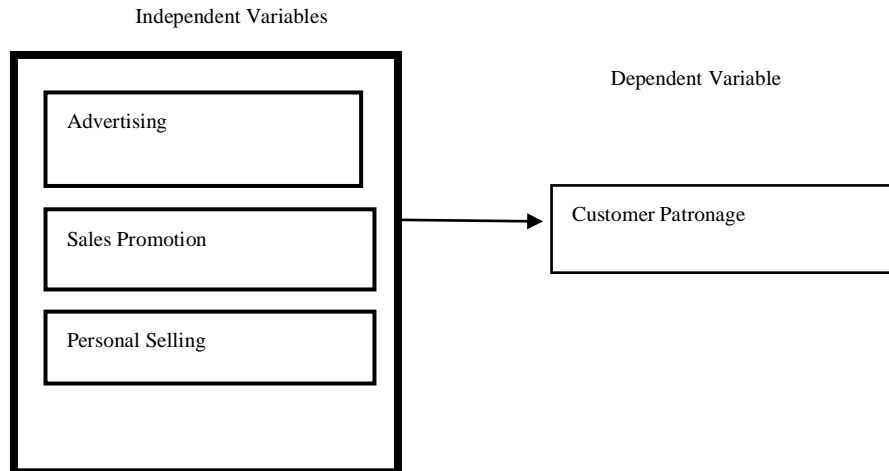 Independent Variables
Dependent Variable
Advertising
Sales Promotion
Customer Patronage
Personal Selling